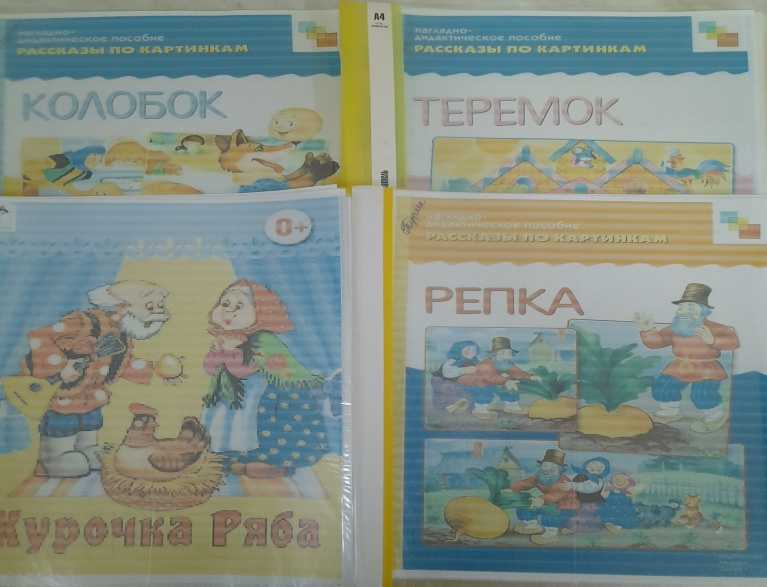 НАГЛЯДНО-
ДИДАКТИЧЕСКОЕ ПОСОБИЕ
РАССКАЗЫ ПО КАРТИНКАМ
КОЛОБОК
A4
НАГЛЯДНО-
ДИДАКТИЧЕСКОЕ ПОСОБИЕ
РАССКАЗЫ ПО КАРТИНКАМ
ТЕРЕМОК
0+
Курочка Ряба
НАГЛЯДНО-
ДИДАКТИЧЕСКОЕ ПОСОБИЕ
РАССКАЗЫ ПО КАРТИНКАМ
РЕПКА